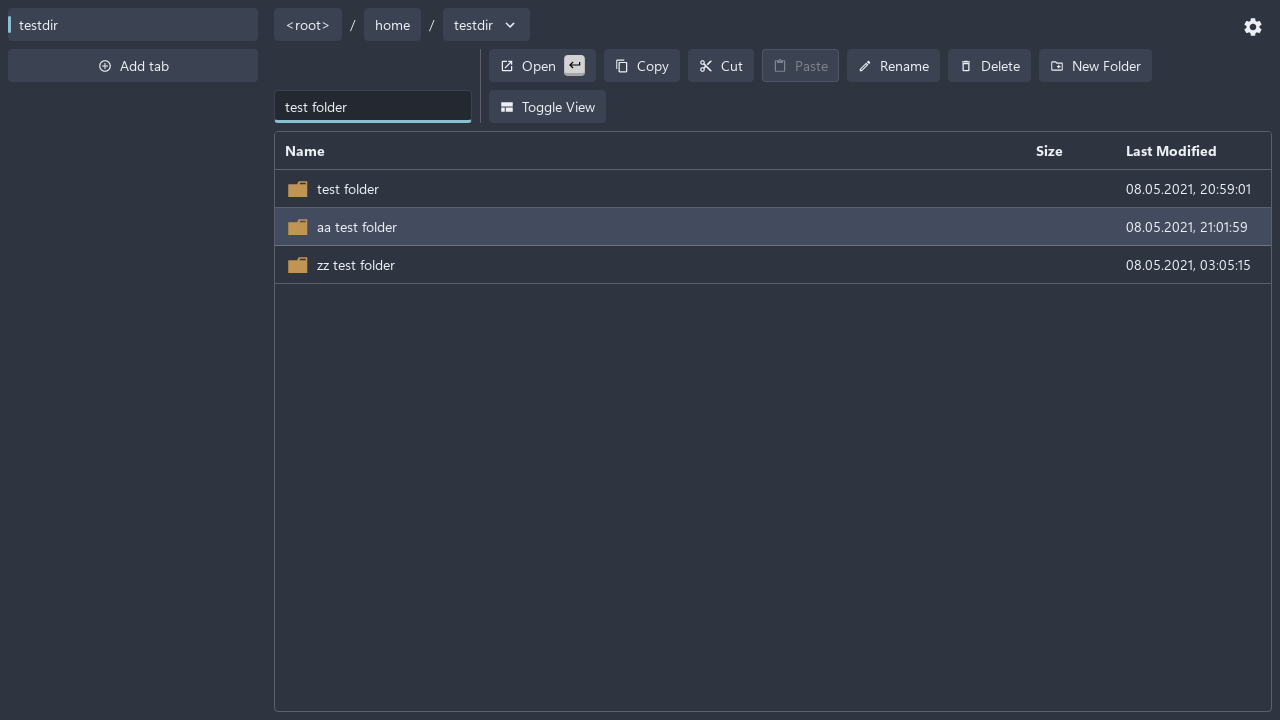 testdir
<root> / home / testdir
Add tab
Open Copy Cut Paste Rename Delete New Folder
test folder
Toggle View
Name Size Last Modified
test folder 08.05.2021, 20:59:01
aa test folder 08.05.2021, 21:01:59
zz test folder 08.05.2021, 03:05:15